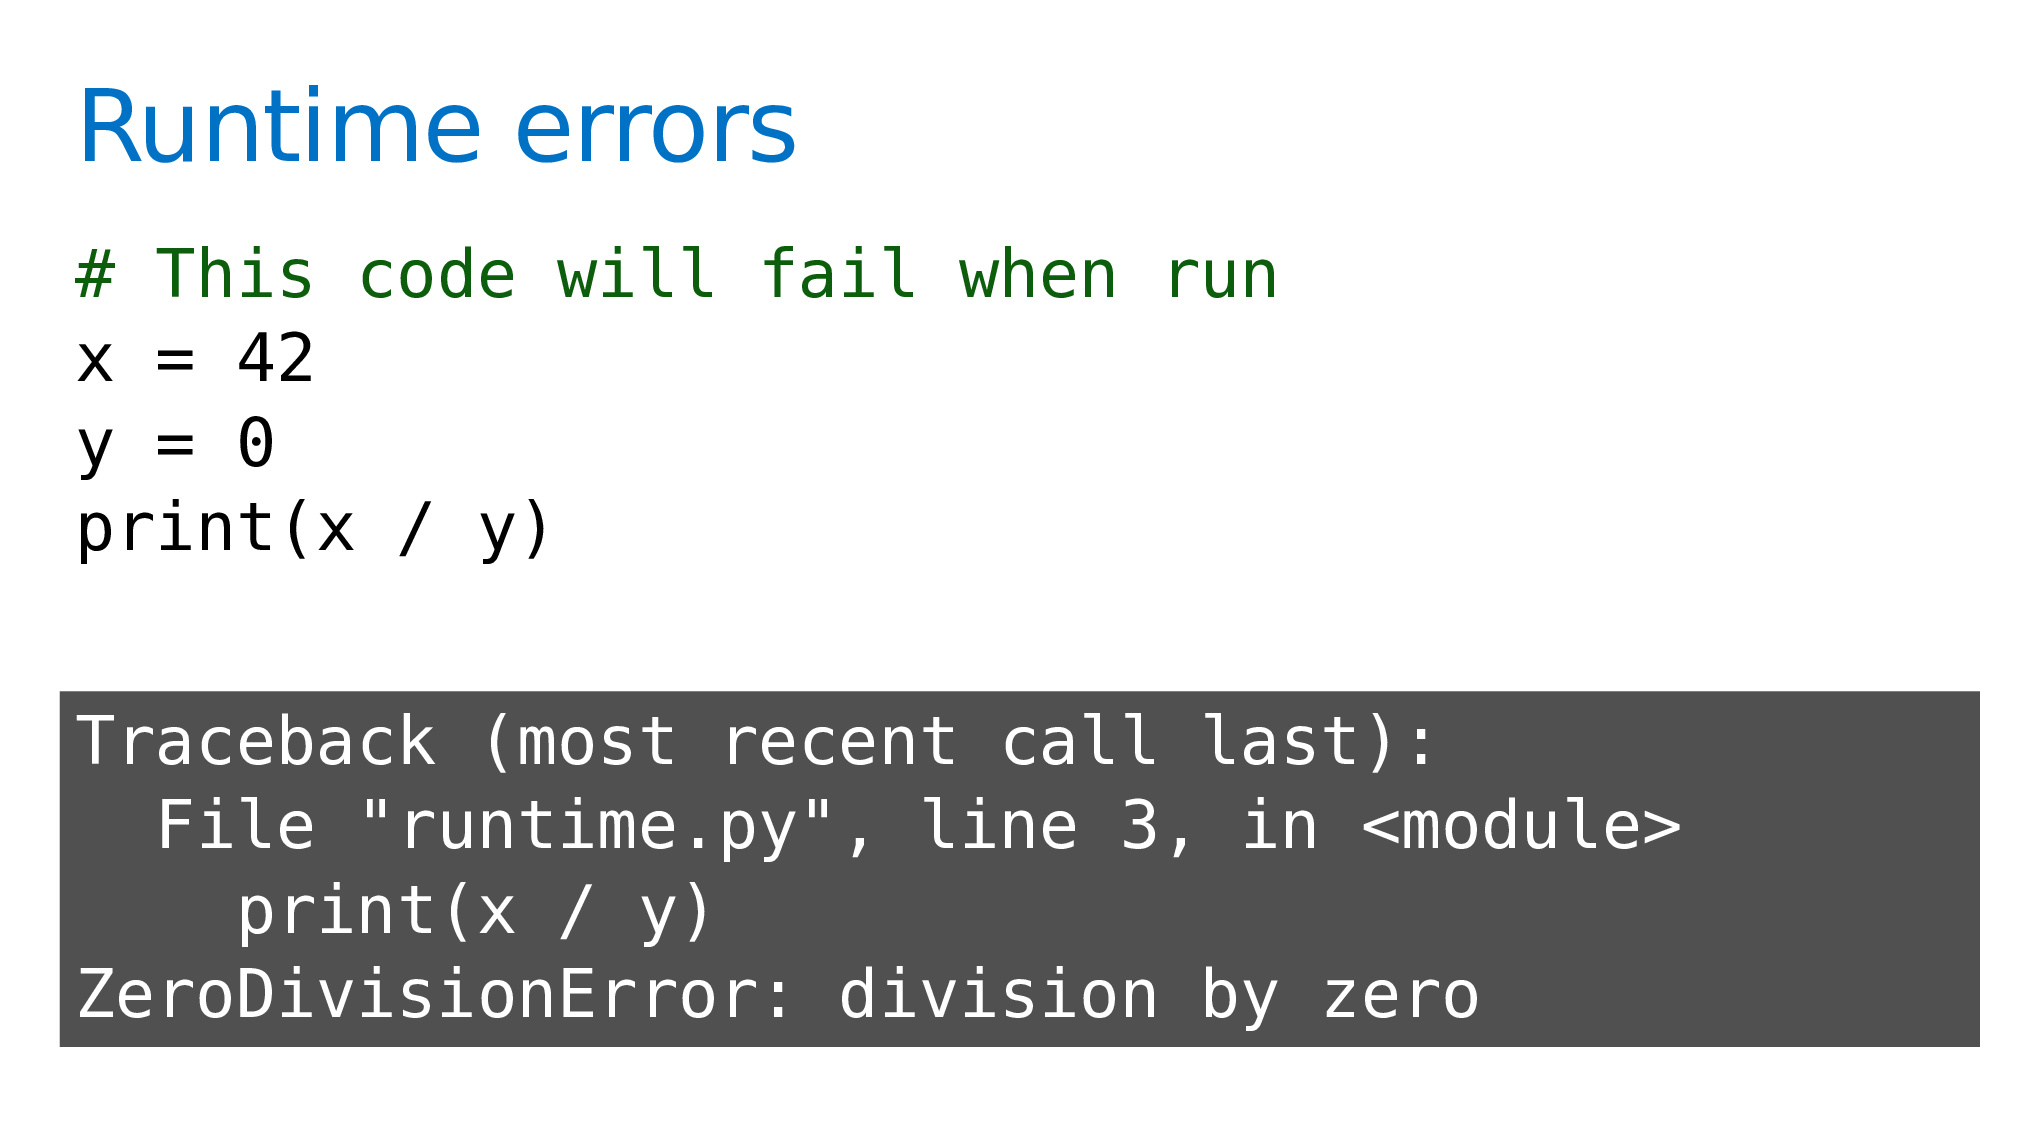 Runtime errors
# This code will fail when run
x = 42
y = 0
print(x / y)
Traceback (most recent call last):
  File "runtime.py", line 3, in <module>
    print(x / y)
ZeroDivisionError: division by zero